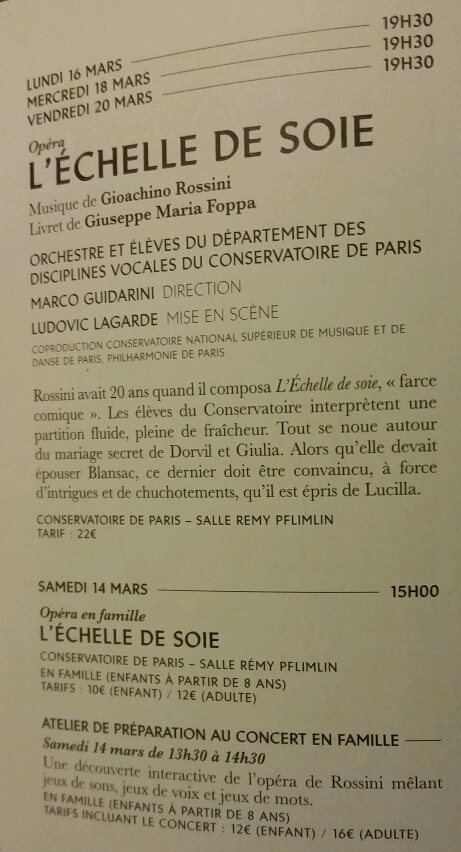 LUNDI 16 MARS 19H30
MERCREDI 18 MARS 19H30
VENDREDI 20 MARS 19H30
Opéra
L'ÉCHELLE DE SOIE
Musique de Gioachino Rossini
Livret de Giuseppe Maria Foppa
ORCHESTRE ET ÉLÈVES DU DÉPARTEMENT DES
DISCIPLINES VOCALES DU CONSERVATOIRE DE PARIS
MARCO GUIDARINI DIRECTION
LUDOVIC LAGARDE MISE EN SCÈNE
COPRODUCTION CONSERVATOIRE NATIONAL SUPÉRIEUR DE MUSIQUE ET DE
DANSE DE PARIS, PHILHARMONIE DE PARIS
Rossini avait 20 ans quand il composa L'Échelle de soie, « farce
comique ». Les élèves du Conservatoire interprètent une
partition fluide, pleine de fraîcheur. Tout se noue autour
du mariage secret de Dorvil et Giulia. Alors qu'elle devait
épouser Blansac, ce dernier doit être convaincu, à force
d'intrigues et de chuchotements, qu'il est épris de Lucilla.
CONSERVATOIRE DE PARIS – SALLE REMY PFLIMLIN
TARIF : 22€
SAMEDI 14 MARS 15H00
Opéra en famille
L'ÉCHELLE DE SOIE
CONSERVATOIRE DE PARIS – SALLE RÉMY PFLIMLIN
EN FAMILLE (ENFANTS À PARTIR DE 8 ANS)
TARIFS : 10€ (ENFANT) / 12€ (ADULTE)
ATELIER DE PRÉPARATION AU CONCERT EN FAMILLE
Samedi 14 mars de 13h30 à 14h30
Une découverte interactive de l'opéra de Rossini mêlant
jeux de sons, jeux de voix et jeux de mots.
EN FAMILLE (ENFANTS À PARTIR DE 8 ANS)
TARIFS INCLUANT LE CONCERT : 12€ (ENFANT) / 16€ (ADULTE)